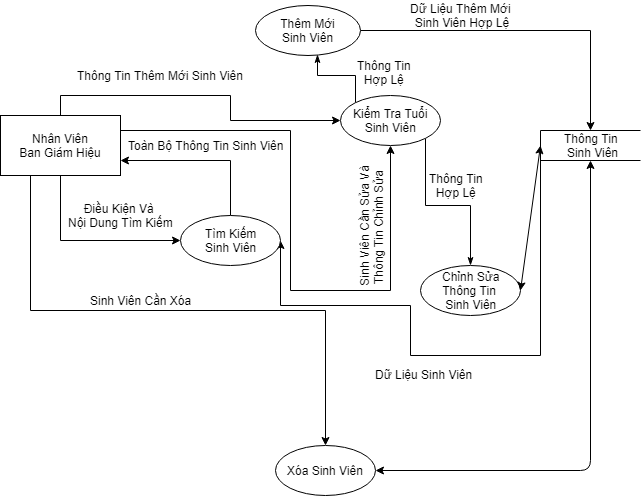 Dữ Liệu Thêm Mới
Sinh Viên Hợp Lệ
Thêm Mới
Sinh Viên
Thông Tin
Hợp Lệ
Thông Tin Thêm Mới Sinh Viên
Kiểm Tra Tuổi
Sinh Viên
Nhân Viên
Ban Giám Hiệu
Toàn Bộ Thông Tin Sinh Viên
Thông Tin
Sinh Viên
Sinh Viên Cần Sửa Và
Thông Tin Chỉnh Sửa
Thông Tin
Hợp Lệ
Điều Kiện Và
Nội Dung Tìm Kiếm
Tìm Kiếm
Sinh Viên
Chỉnh Sửa
Thông Tin
Sinh Viên
Sinh Viên Cần Xóa
Dữ Liệu Sinh Viên
Xóa Sinh Viên